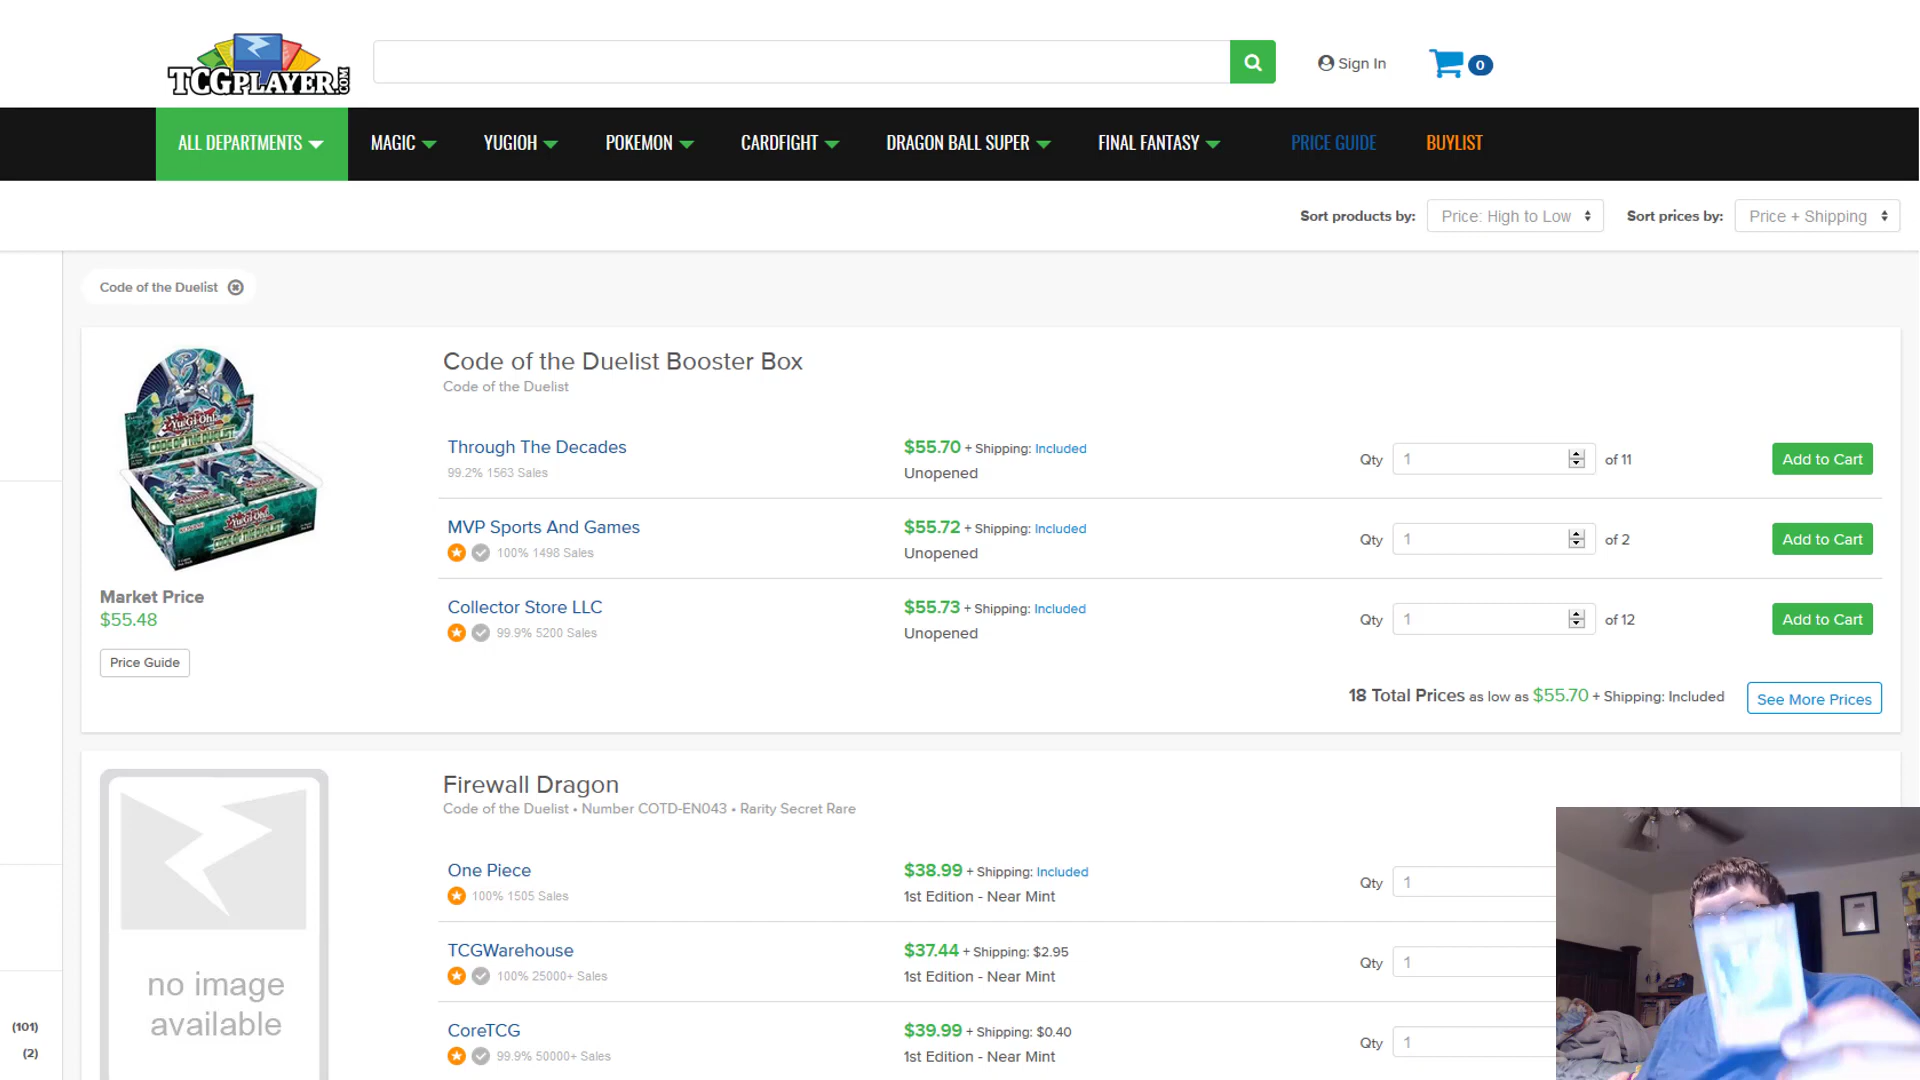 TCGPLAYER.COM
Sign In
0
ALL DEPARTMENTS
MAGIC
YUGIOH
POKEMON
CARDFIGHT
DRAGON BALL SUPER
FINAL FANTASY
PRICE GUIDE
BUYLIST
Sort products by:
Price: High to Low
Sort prices by:
Price + Shipping
Code of the Duelist
Code of the Duelist Booster Box
Code of the Duelist
Yu-Gi-Oh!
CODE OF THE DUELIST
Market Price
$55.48
Price Guide
Through The Decades
99.2% 1563 Sales
$55.70 + Shipping: Included
Unopened
Qty 1 of 11
Add to Cart
MVP Sports And Games
100% 1498 Sales
$55.72 + Shipping: Included
Unopened
Qty 1 of 2
Add to Cart
Collector Store LLC
99.9% 5200 Sales
$55.73 + Shipping: Included
Unopened
Qty 1 of 12
Add to Cart
18 Total Prices as low as $55.70 + Shipping: Included
See More Prices
Firewall Dragon
Code of the Duelist • Number COTD-EN043 • Rarity Secret Rare
no image
available
One Piece
100% 1505 Sales
$38.99 + Shipping: Included
1st Edition - Near Mint
Qty 1
TCGWarehouse
100% 25000+ Sales
$37.44 + Shipping: $2.95
1st Edition - Near Mint
Qty 1
CoreTCG
99.9% 50000+ Sales
$39.99 + Shipping: $0.40
1st Edition - Near Mint
Qty 1
(101)
(2)